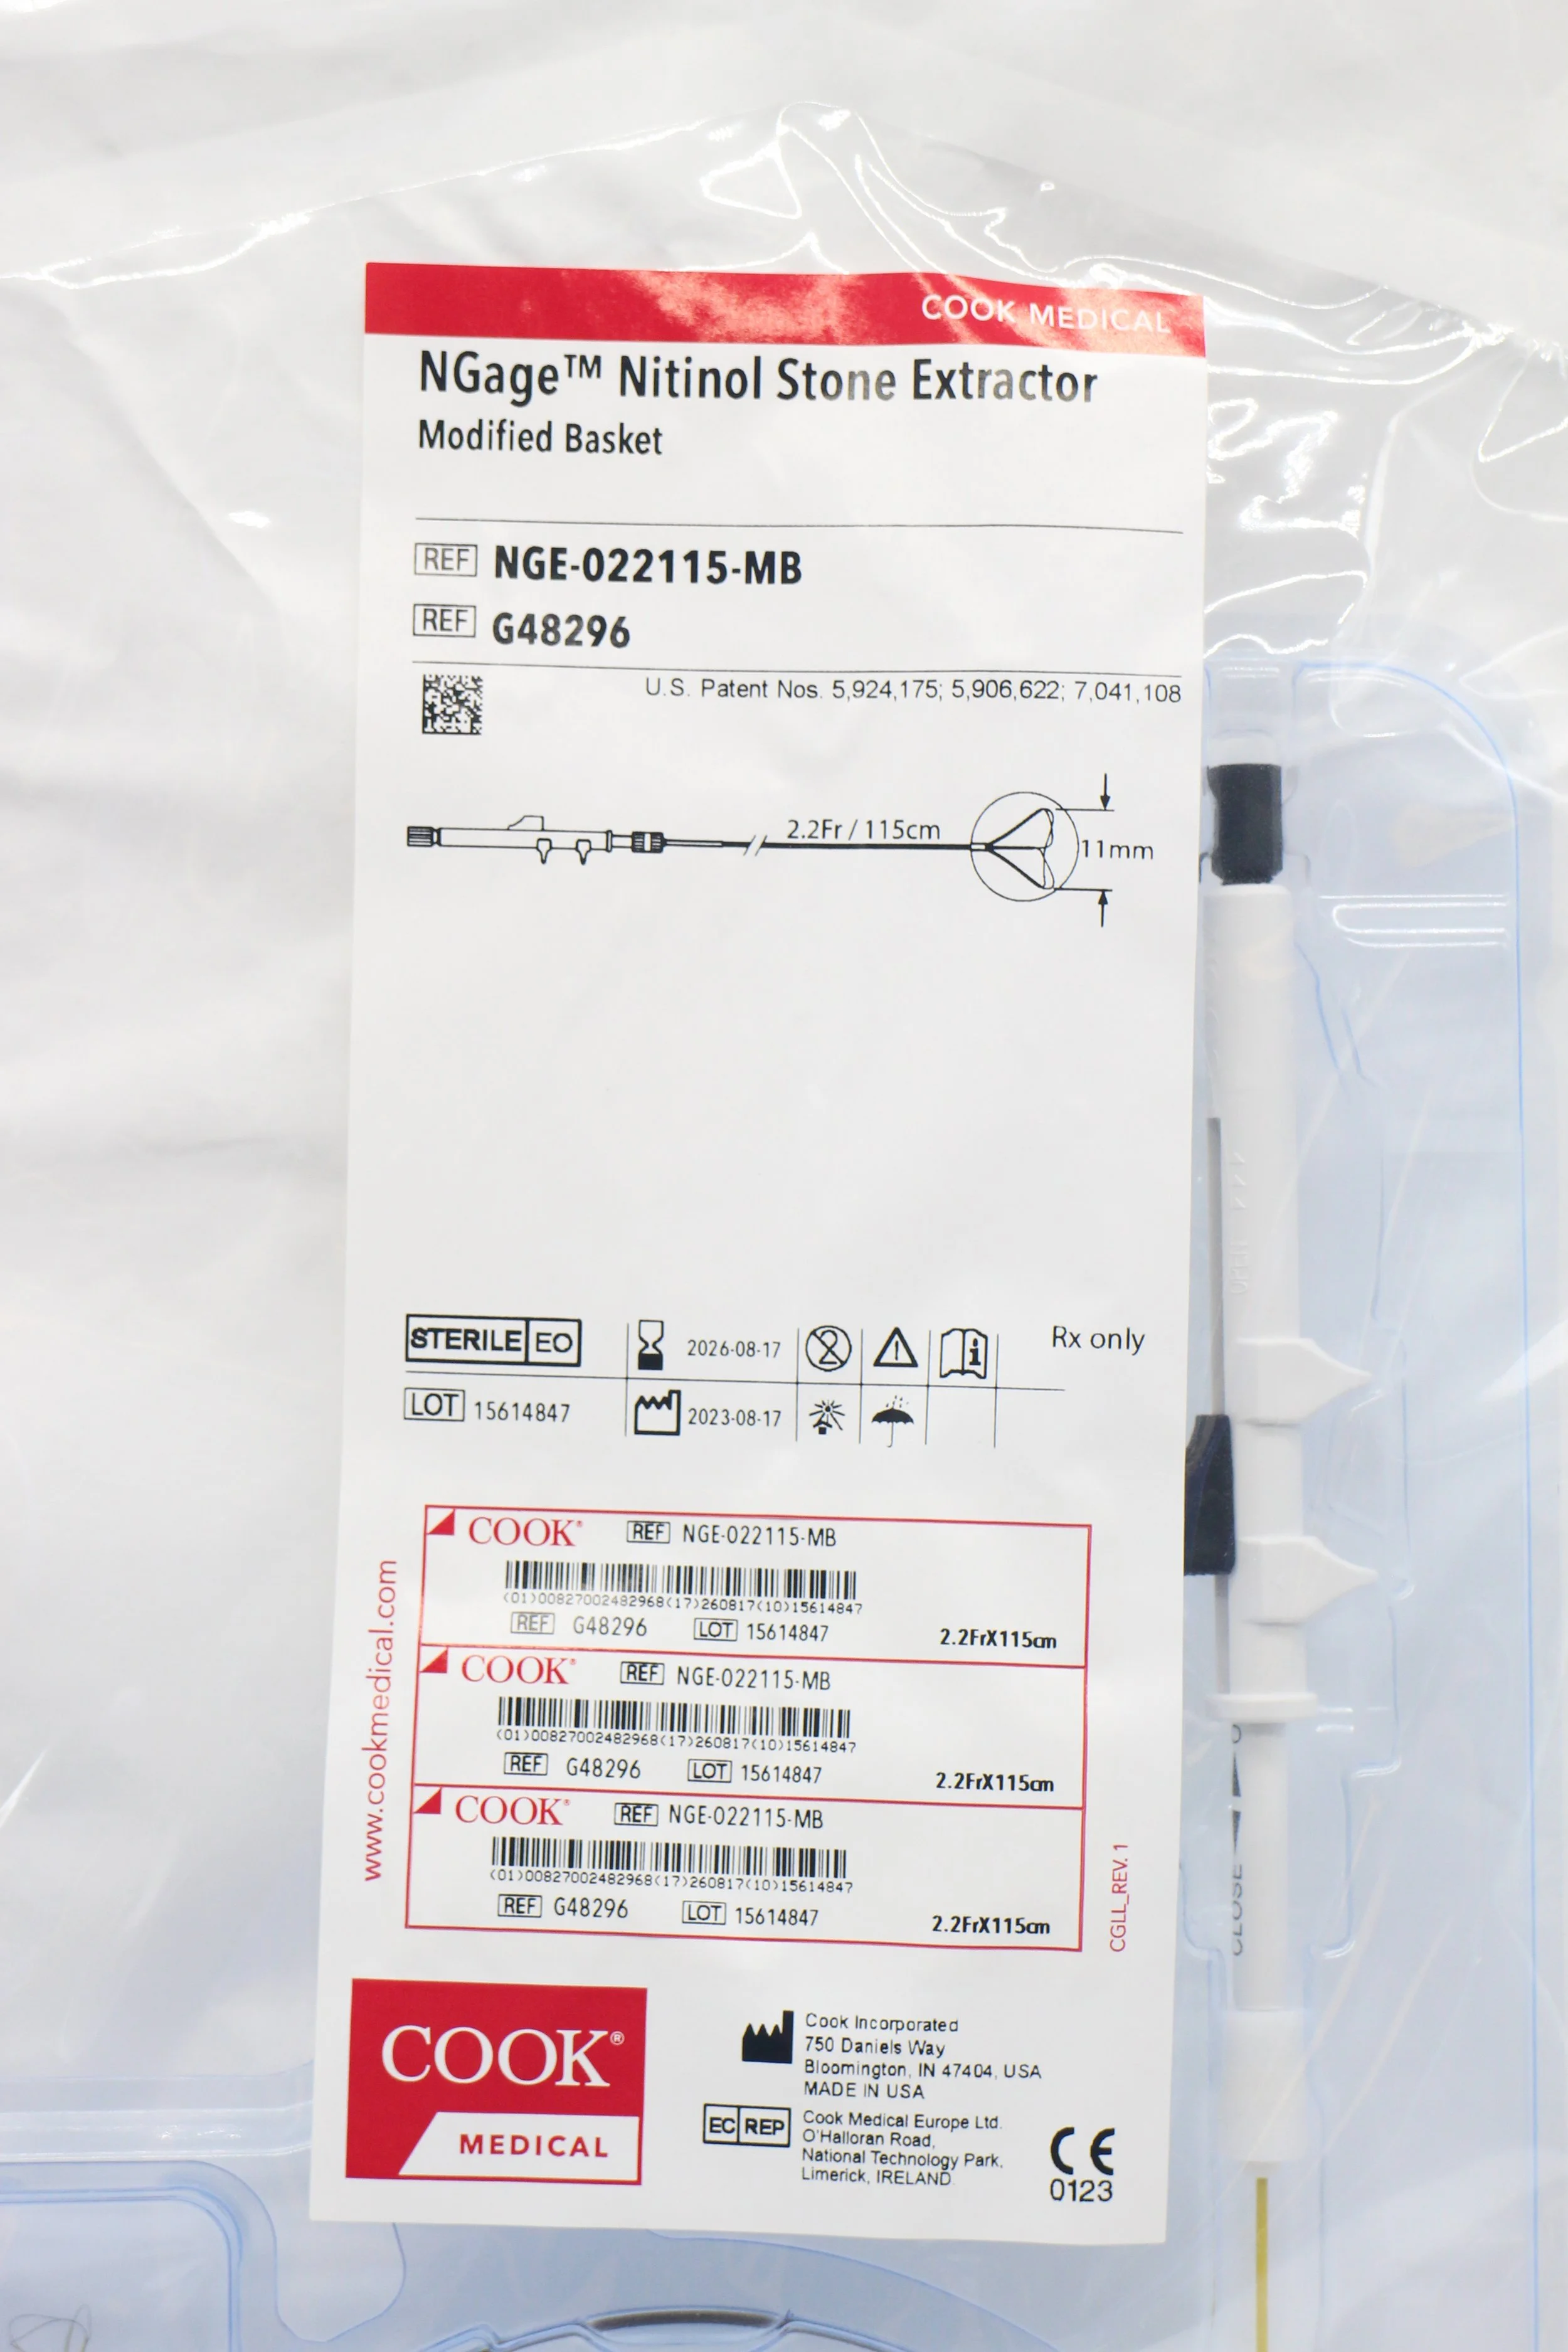 COOK MEDICAL
NGage™ Nitinol Stone Extractor
Modified Basket
REF NGE-022115-MB
REF G48296
U.S. Patent Nos. 5,924,175; 5,906,622; 7,041,108
2.2Fr / 115cm
11mm
STERILE EO 2026-08-17 2 Rx only
LOT 15614847 2023-08-17
COOK® REF NGE-022115-MB
(01)00827002482968(17)260817(10)15614847
REF G48296 LOT 15614847 2.2FrX115cm
COOK® REF NGE-022115-MB
(01)00827002482968(17)260817(10)15614847
REF G48296 LOT 15614847 2.2FrX115cm
COOK® REF NGE-022115-MB
(01)00827002482968(17)260817(10)15614847
REF G48296 LOT 15614847 2.2FrX115cm
www.cookmedical.com
CGLL_REV. 1
COOK®
MEDICAL
Cook Incorporated
750 Daniels Way
Bloomington, IN 47404, USA
MADE IN USA
EC REP
Cook Medical Europe Ltd.
O'Halloran Road,
National Technology Park,
Limerick, IRELAND
CE
0123
OPEN
CLOSE